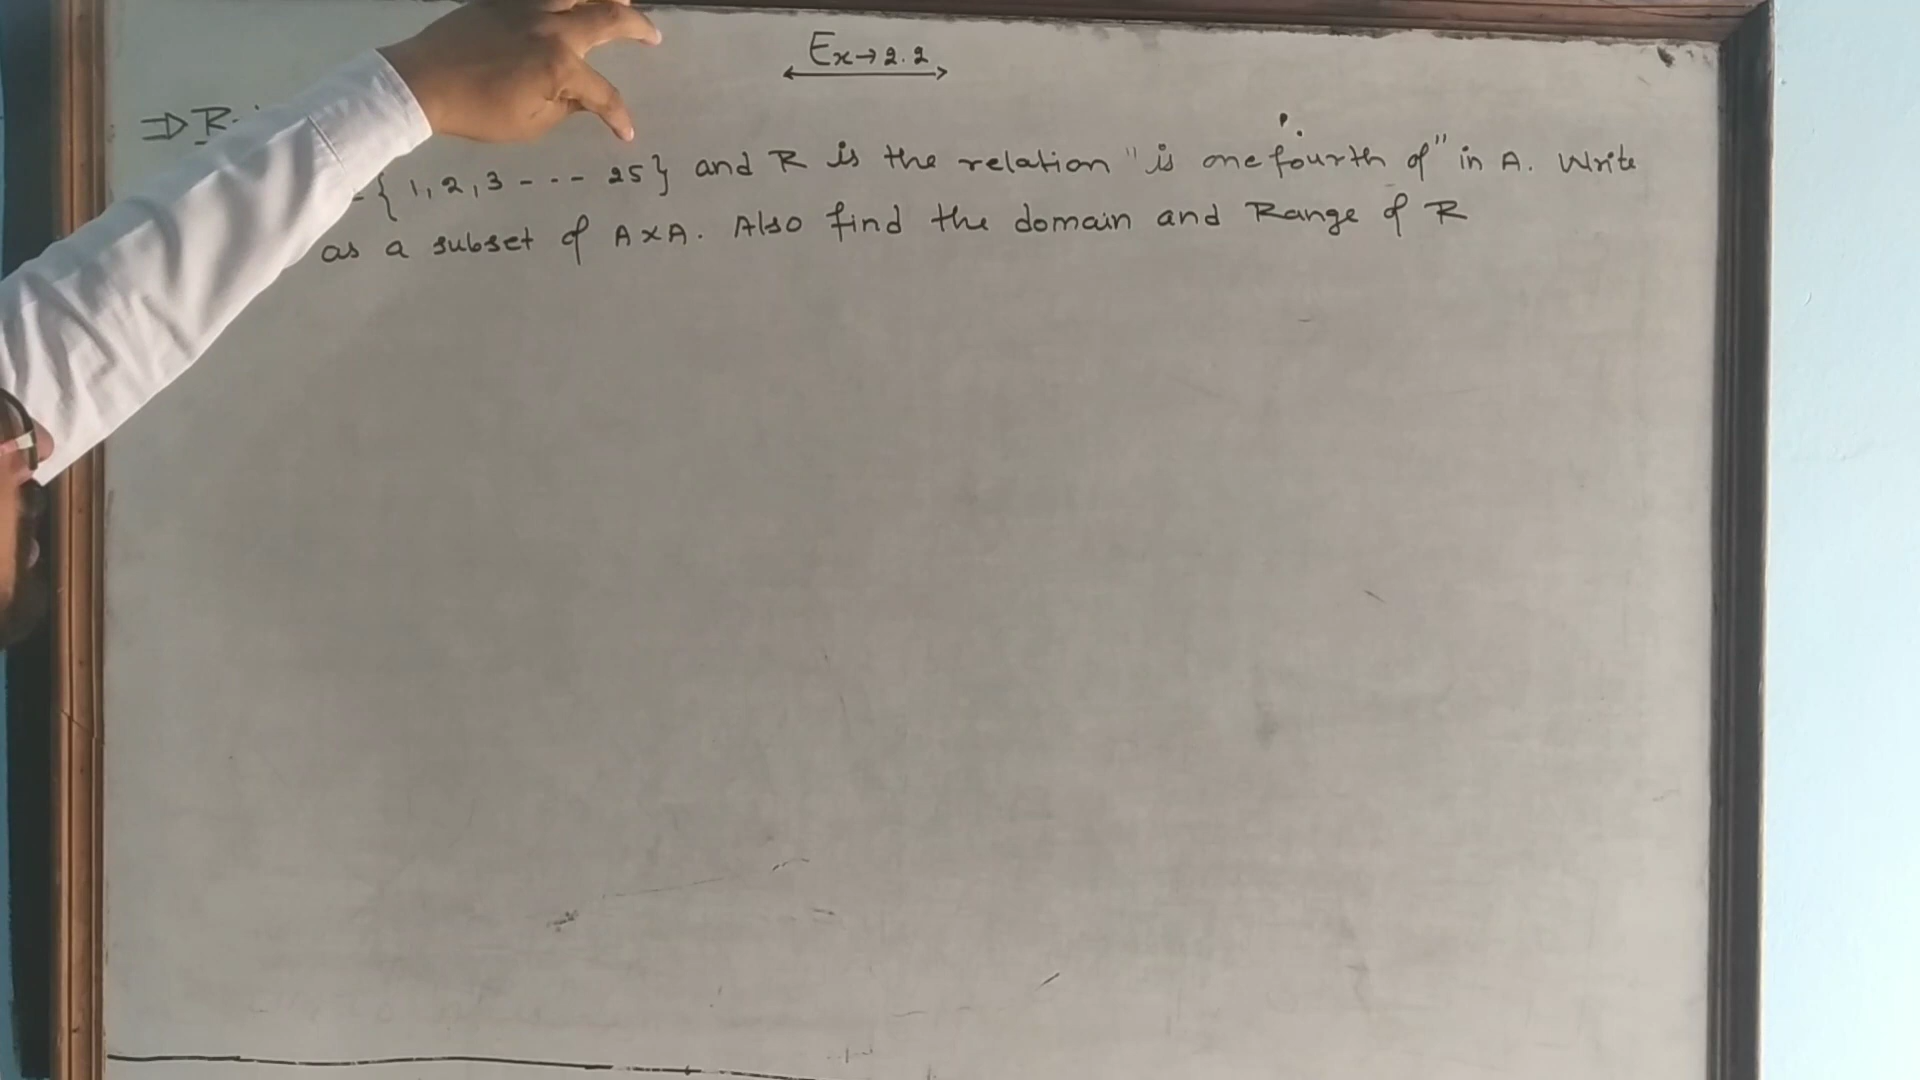 Ex→2.2
⇒ R
{1,2,3 - - - 25} and R is the relation "is one fourth of" in A. Write
as a subset of A×A. Also find the domain and Range of R